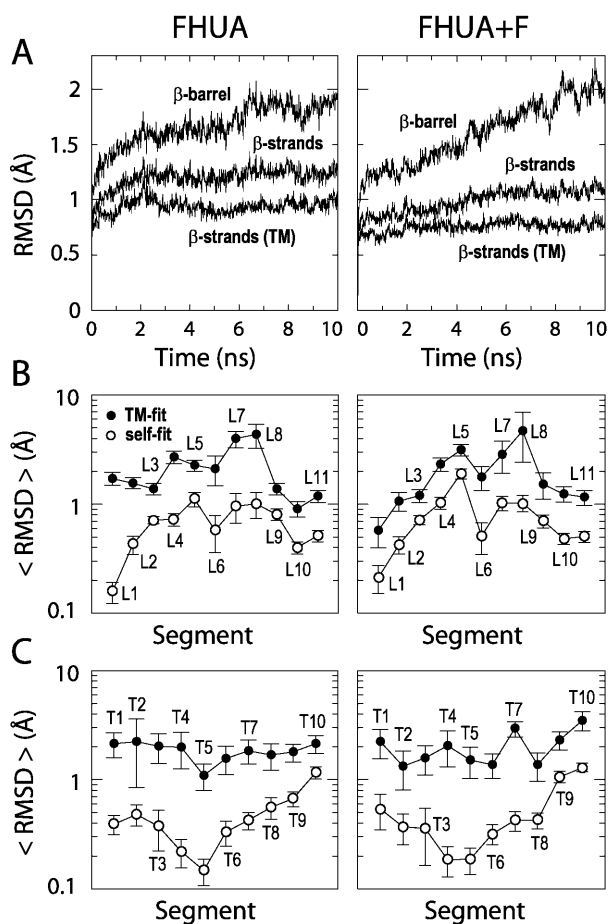 FHUA FHUA+F
A
RMSD (Å)
2
1.5
1
0.5
0
β-barrel
β-strands
β-strands (TM)
β-barrel
β-strands
β-strands (TM)
0 2 4 6 8 10 0 2 4 6 8 10
Time (ns) Time (ns)
B
< RMSD > (Å)
10
1
0.1
TM-fit
self-fit
L7
L8
L5
L3
L11
L4
L9
L6
L2
L10
L1
L7
L5
L8
L3
L11
L4
L9
L2
L6
L10
L1
Segment Segment
C
< RMSD > (Å)
10
1
0.1
T1
T2
T4
T7
T10
T5
T9
T8
T6
T3
T10
T1
T7
T2
T4
T5
T9
T3
T8
T6
Segment Segment